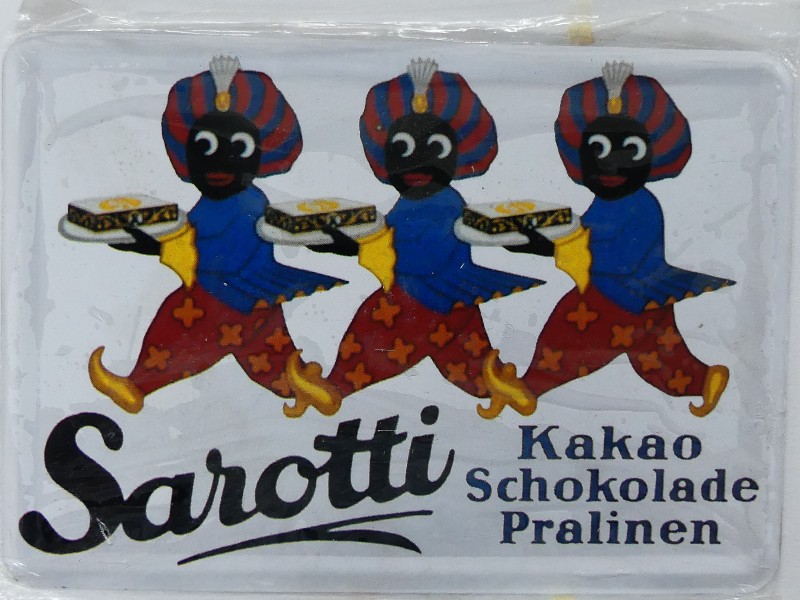 Sarotti
Kakao
Schokolade
Pralinen